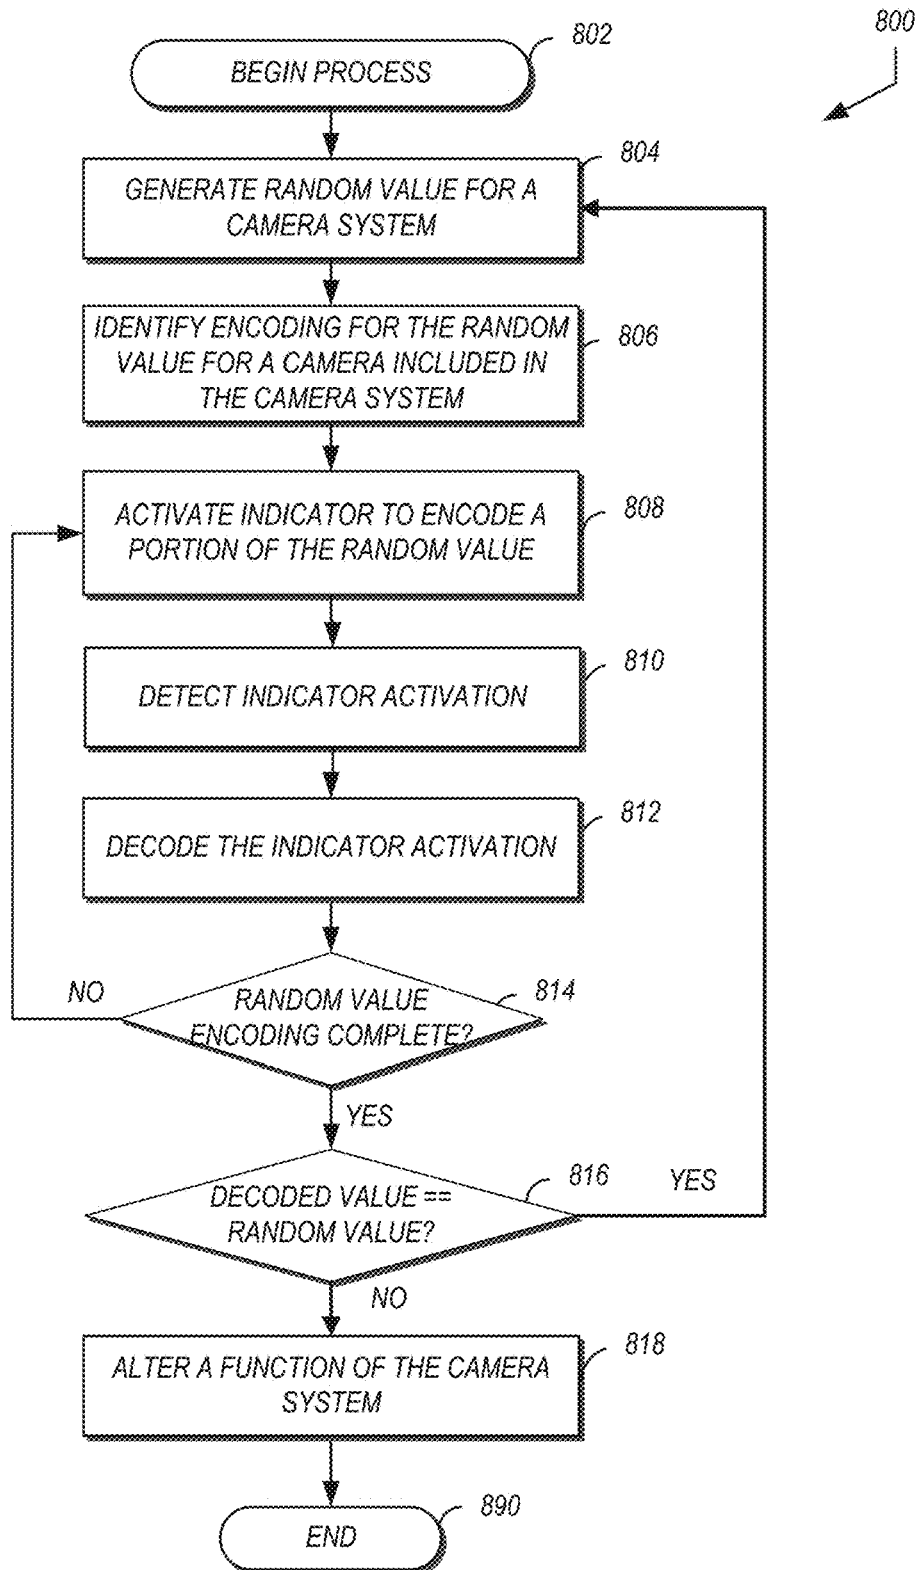 800
802
BEGIN PROCESS
804
GENERATE RANDOM VALUE FOR A
CAMERA SYSTEM
IDENTIFY ENCODING FOR THE RANDOM
VALUE FOR A CAMERA INCLUDED IN
THE CAMERA SYSTEM
806
ACTIVATE INDICATOR TO ENCODE A
PORTION OF THE RANDOM VALUE
808
810
DETECT INDICATOR ACTIVATION
812
DECODE THE INDICATOR ACTIVATION
NO
RANDOM VALUE
ENCODING COMPLETE?
814
YES
DECODED VALUE ==
RANDOM VALUE?
816
YES
NO
ALTER A FUNCTION OF THE CAMERA
SYSTEM
818
END
890